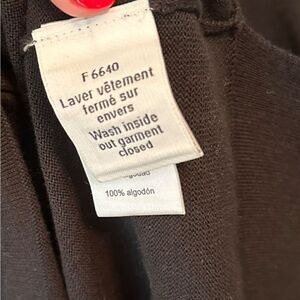 F 6640
Laver vêtement
fermé sur
envers
Wash inside
out garment
closed
100% algodón